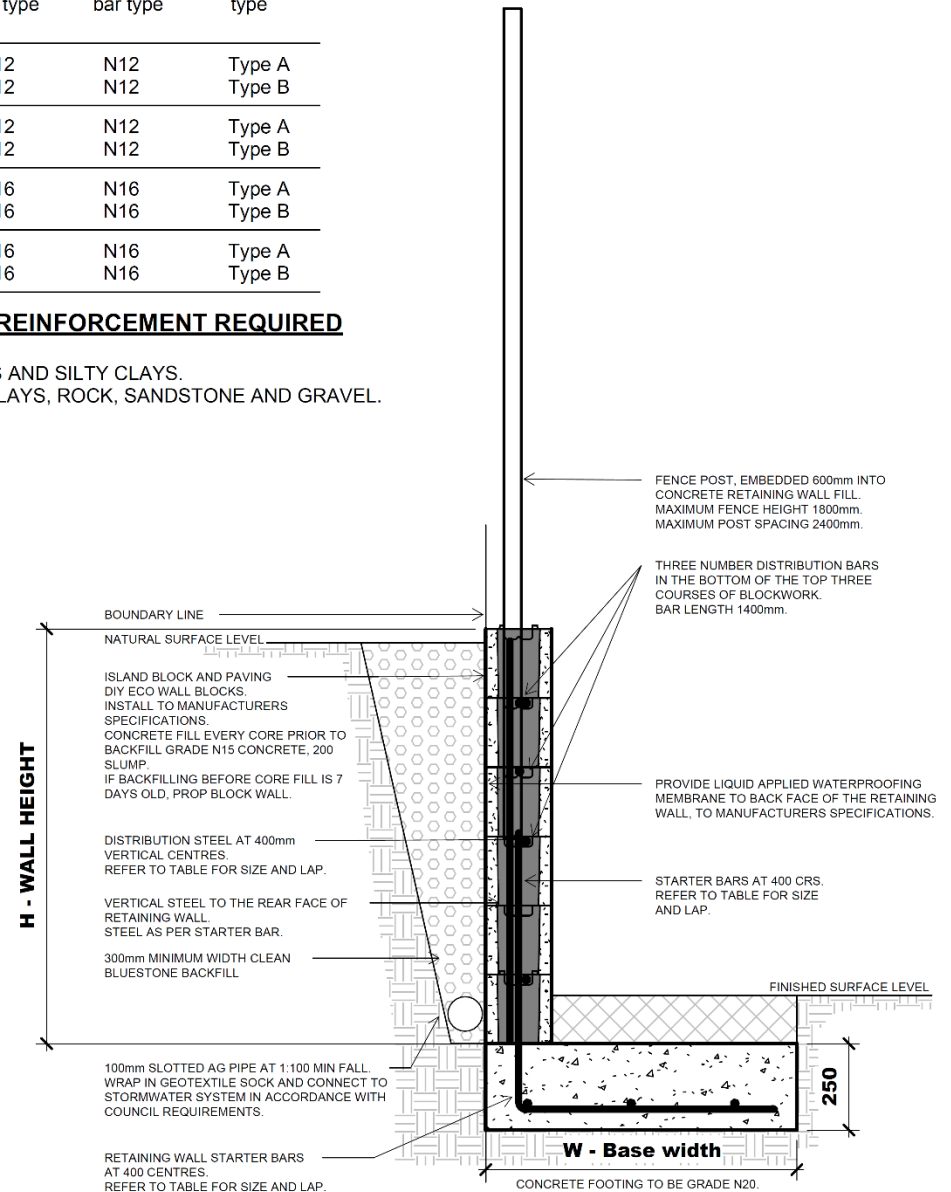 type bar type type
12 N12 Type A
12 N12 Type B
12 N12 Type A
12 N12 Type B
16 N16 Type A
16 N16 Type B
16 N16 Type A
16 N16 Type B
REINFORCEMENT REQUIRED
S AND SILTY CLAYS.
LAYS, ROCK, SANDSTONE AND GRAVEL.
FENCE POST, EMBEDDED 600mm INTO
CONCRETE RETAINING WALL FILL.
MAXIMUM FENCE HEIGHT 1800mm.
MAXIMUM POST SPACING 2400mm.
THREE NUMBER DISTRIBUTION BARS
IN THE BOTTOM OF THE TOP THREE
COURSES OF BLOCKWORK.
BAR LENGTH 1400mm.
BOUNDARY LINE
NATURAL SURFACE LEVEL
ISLAND BLOCK AND PAVING
DIY ECO WALL BLOCKS.
INSTALL TO MANUFACTURERS
SPECIFICATIONS.
CONCRETE FILL EVERY CORE PRIOR TO
BACKFILL GRADE N15 CONCRETE, 200
SLUMP.
IF BACKFILLING BEFORE CORE FILL IS 7
DAYS OLD, PROP BLOCK WALL.
PROVIDE LIQUID APPLIED WATERPROOFING
MEMBRANE TO BACK FACE OF THE RETAINING
WALL, TO MANUFACTURERS SPECIFICATIONS.
H - WALL HEIGHT
DISTRIBUTION STEEL AT 400mm
VERTICAL CENTRES.
REFER TO TABLE FOR SIZE AND LAP.
STARTER BARS AT 400 CRS.
REFER TO TABLE FOR SIZE
AND LAP.
VERTICAL STEEL TO THE REAR FACE OF
RETAINING WALL.
STEEL AS PER STARTER BAR.
300mm MINIMUM WIDTH CLEAN
BLUESTONE BACKFILL
FINISHED SURFACE LEVEL
100mm SLOTTED AG PIPE AT 1:100 MIN FALL.
WRAP IN GEOTEXTILE SOCK AND CONNECT TO
STORMWATER SYSTEM IN ACCORDANCE WITH
COUNCIL REQUIREMENTS.
250
RETAINING WALL STARTER BARS
AT 400 CENTRES.
REFER TO TABLE FOR SIZE AND LAP.
W - Base width
CONCRETE FOOTING TO BE GRADE N20.